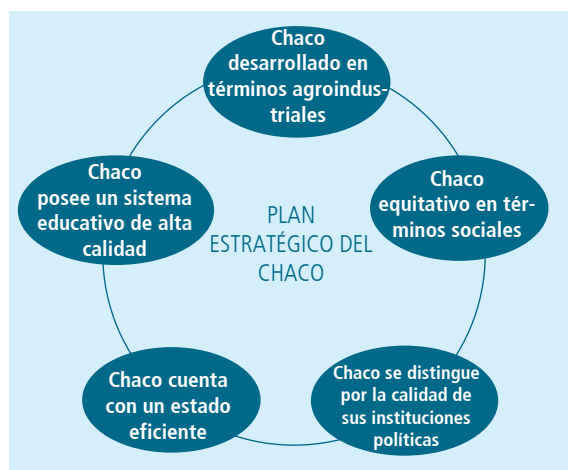 Chaco
desarrollado en
términos agroindus-
triales
Chaco
posee un sistema
educativo de alta
calidad
PLAN
ESTRATÉGICO DEL
CHACO
Chaco
equitativo en tér-
minos sociales
Chaco cuenta
con un estado
eficiente
Chaco se distingue
por la calidad de
sus instituciones
políticas